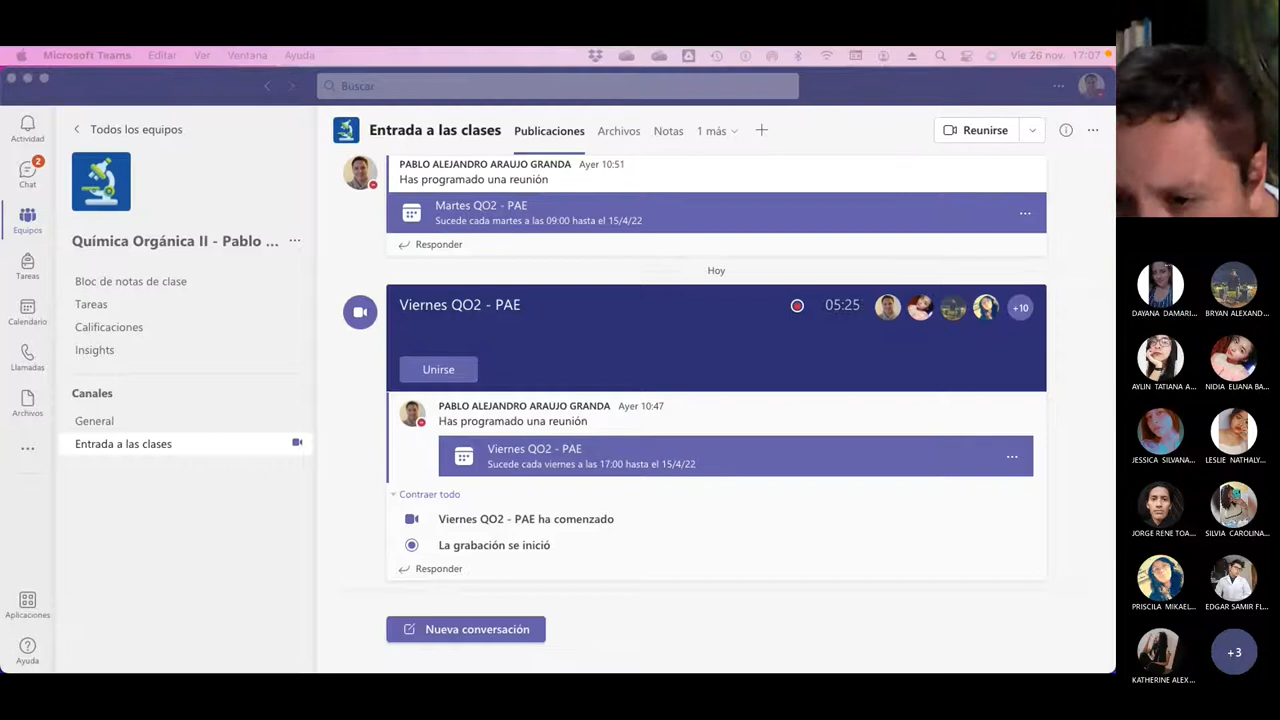 Microsoft Teams Editar Ver Ventana Ayuda Vie 26 nov. 17:07
Buscar
Actividad
Chat
2
Equipos
Tareas
Calendario
Llamadas
Archivos
Aplicaciones
Ayuda
Todos los equipos
Química Orgánica II - Pablo ...
Bloc de notas de clase
Tareas
Calificaciones
Insights
Canales
General
Entrada a las clases
Entrada a las clases Publicaciones Archivos Notas 1 más Reunirse
PABLO ALEJANDRO ARAUJO GRANDA Ayer 10:51
Has programado una reunión
Martes QO2 - PAE
Sucede cada martes a las 09:00 hasta el 15/4/22
Responder
Hoy
Viernes QO2 - PAE 05:25 +10
Unirse
PABLO ALEJANDRO ARAUJO GRANDA Ayer 10:47
Has programado una reunión
Viernes QO2 - PAE
Sucede cada viernes a las 17:00 hasta el 15/4/22
Contraer todo
Viernes QO2 - PAE ha comenzado
La grabación se inició
Responder
Nueva conversación
DAYANA DAMARI... BRYAN ALEXAND...
AYLIN TATIANA A... NIDIA ELIANA BA...
JESSICA SILVANA... LESLIE NATHALY...
JORGE RENE TOA... SILVIA CAROLINA...
PRISCILA MIKAEL... EDGAR SAMIR FL...
KATHERINE ALEX... +3